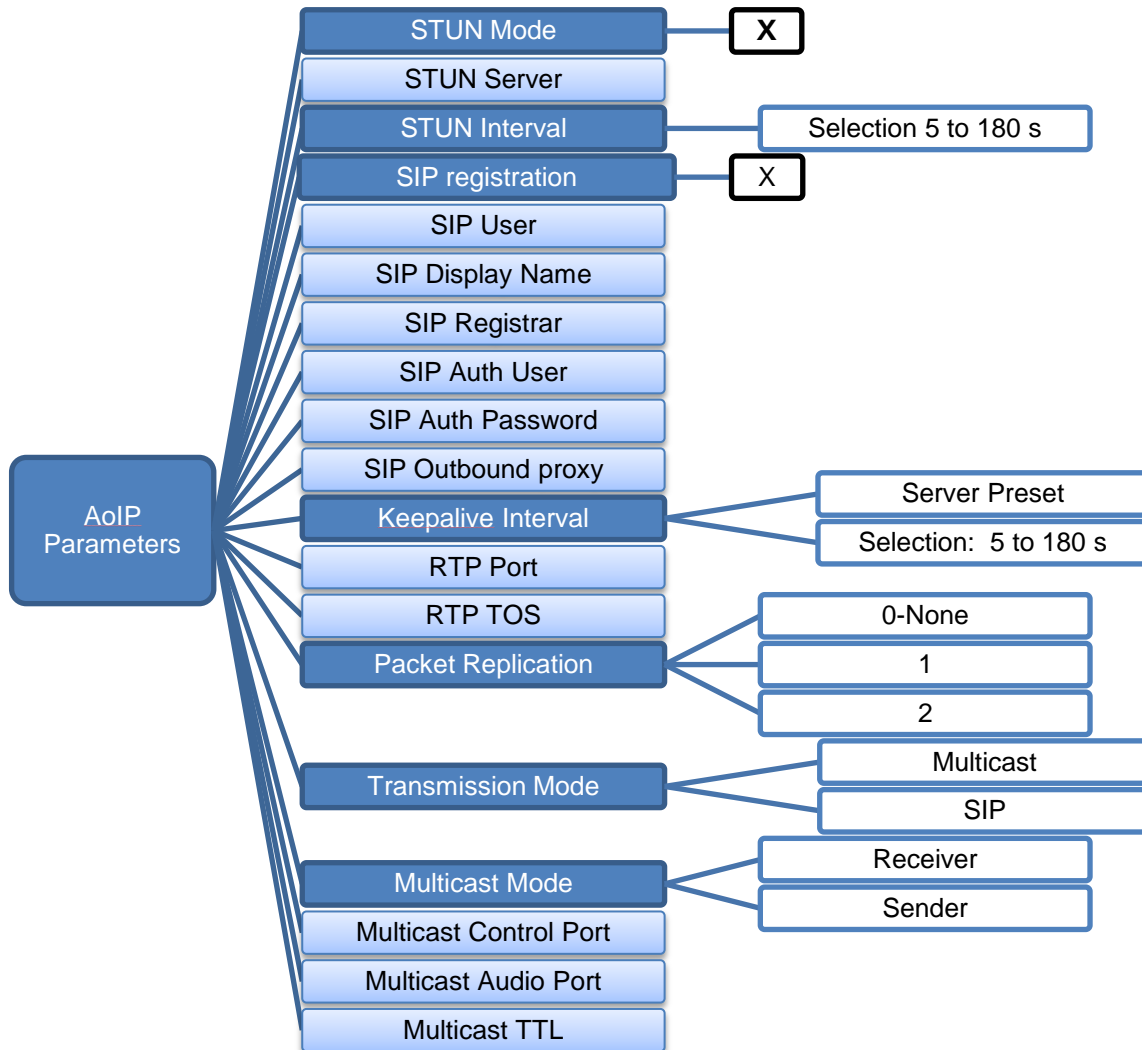 STUN Mode
X
STUN Server
STUN Interval
Selection 5 to 180 s
SIP registration
X
SIP User
SIP Display Name
SIP Registrar
SIP Auth User
SIP Auth Password
SIP Outbound proxy
AoIP
Parameters
Keepalive Interval
Server Preset
Selection:  5 to 180 s
RTP Port
RTP TOS
Packet Replication
0-None
1
2
Transmission Mode
Multicast
SIP
Multicast Mode
Receiver
Sender
Multicast Control Port
Multicast Audio Port
Multicast TTL